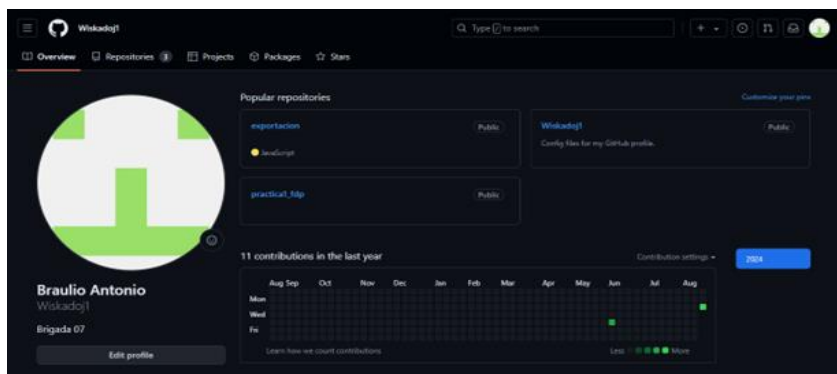 Wiskadoj1
Type / to search
Overview Repositories 3 Projects Packages Stars
Popular repositories Customize your pins
exportacion Public
JavaScript
Wiskadoj1 Public
Config files for my GitHub profile.
practica1_fdp Public
11 contributions in the last year
Contribution settings
2024
Aug Sep Oct Nov Dec Jan Feb Mar Apr May Jun Jul Aug
Mon
Wed
Fri
Learn how we count contributions
Less More
Braulio Antonio
Wiskadoj1
Brigada 07
Edit profile